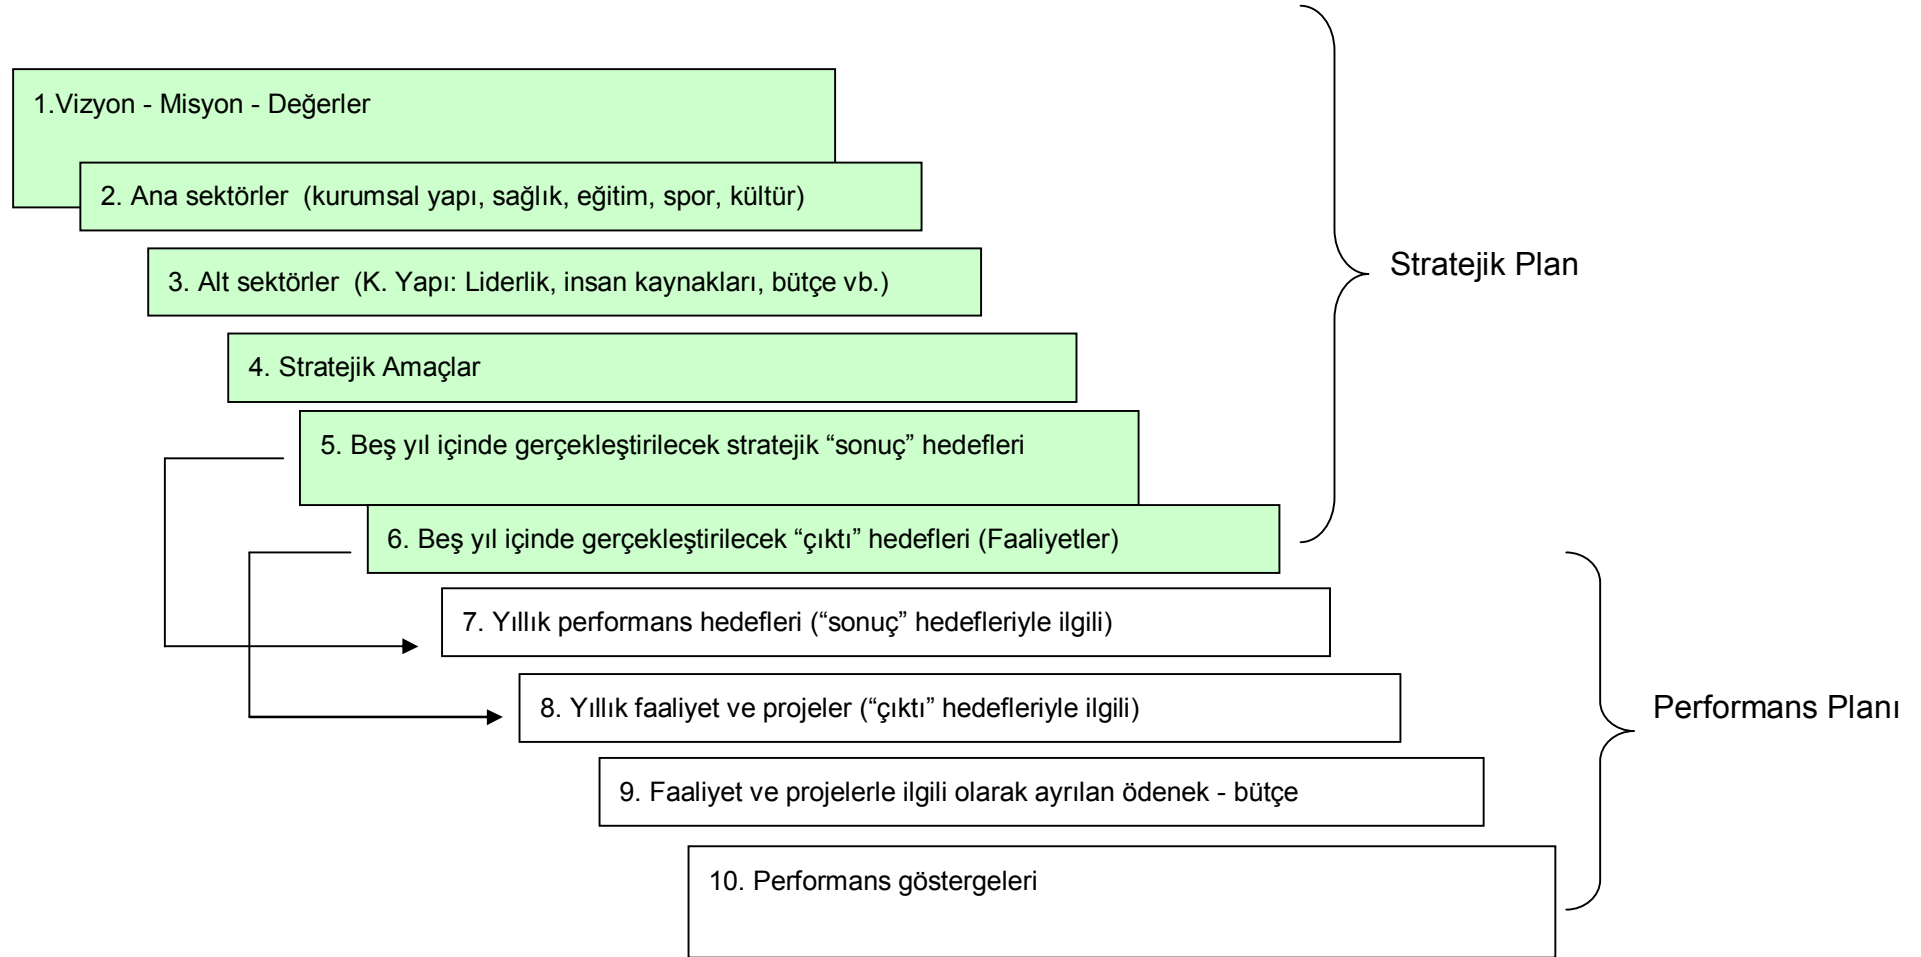 1.Vizyon - Misyon - Değerler
2. Ana sektörler  (kurumsal yapı, sağlık, eğitim, spor, kültür)
3. Alt sektörler  (K. Yapı: Liderlik, insan kaynakları, bütçe vb.)
Stratejik Plan
4. Stratejik Amaçlar
5. Beş yıl içinde gerçekleştirilecek stratejik “sonuç” hedefleri
6. Beş yıl içinde gerçekleştirilecek “çıktı” hedefleri (Faaliyetler)
7. Yıllık performans hedefleri (“sonuç” hedefleriyle ilgili)
8. Yıllık faaliyet ve projeler (“çıktı” hedefleriyle ilgili)
Performans Planı
9. Faaliyet ve projelerle ilgili olarak ayrılan ödenek - bütçe
10. Performans göstergeleri